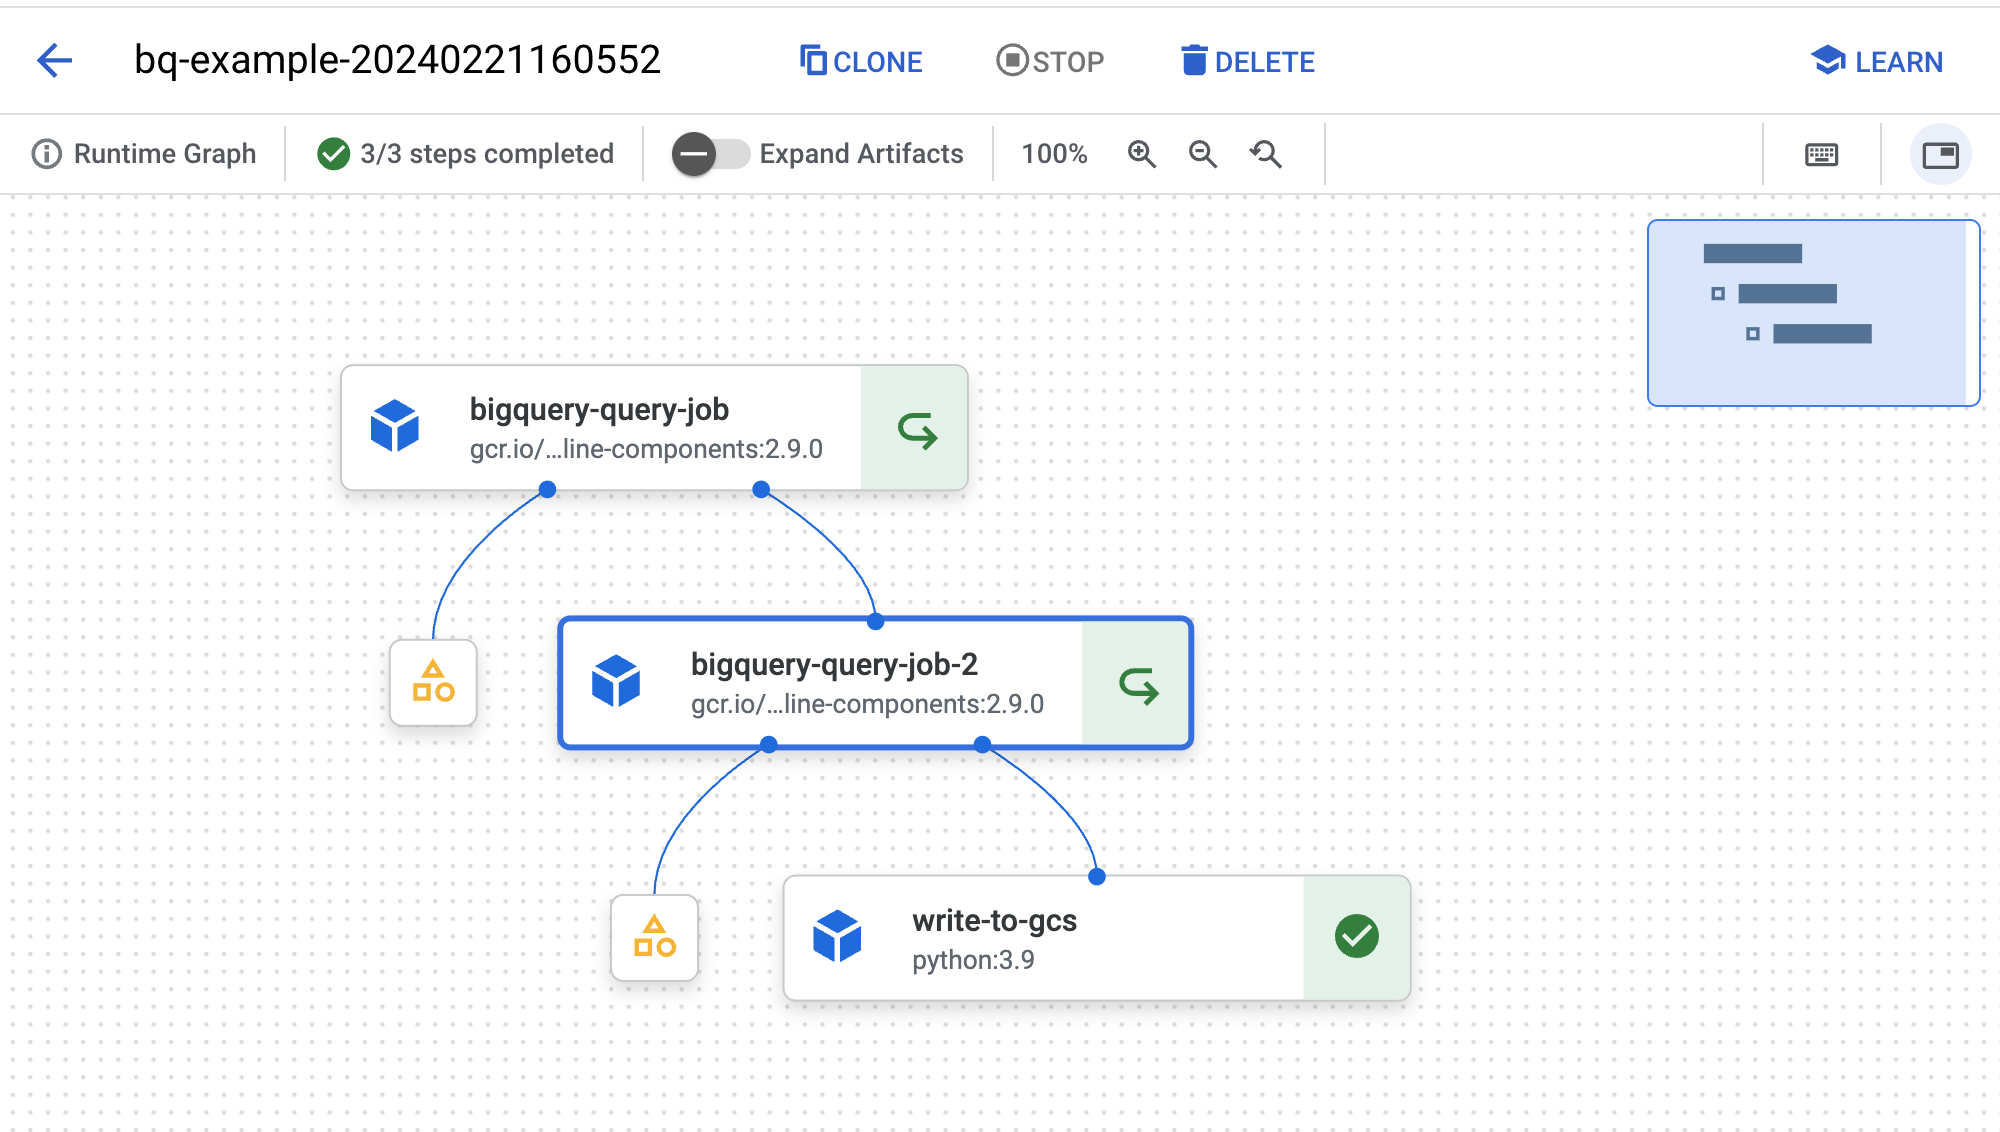 bq-example-20240221160552
CLONE
STOP
DELETE
LEARN
Runtime Graph
3/3 steps completed
Expand Artifacts
100%
bigquery-query-job
gcr.io/...line-components:2.9.0
bigquery-query-job-2
gcr.io/...line-components:2.9.0
write-to-gcs
python:3.9